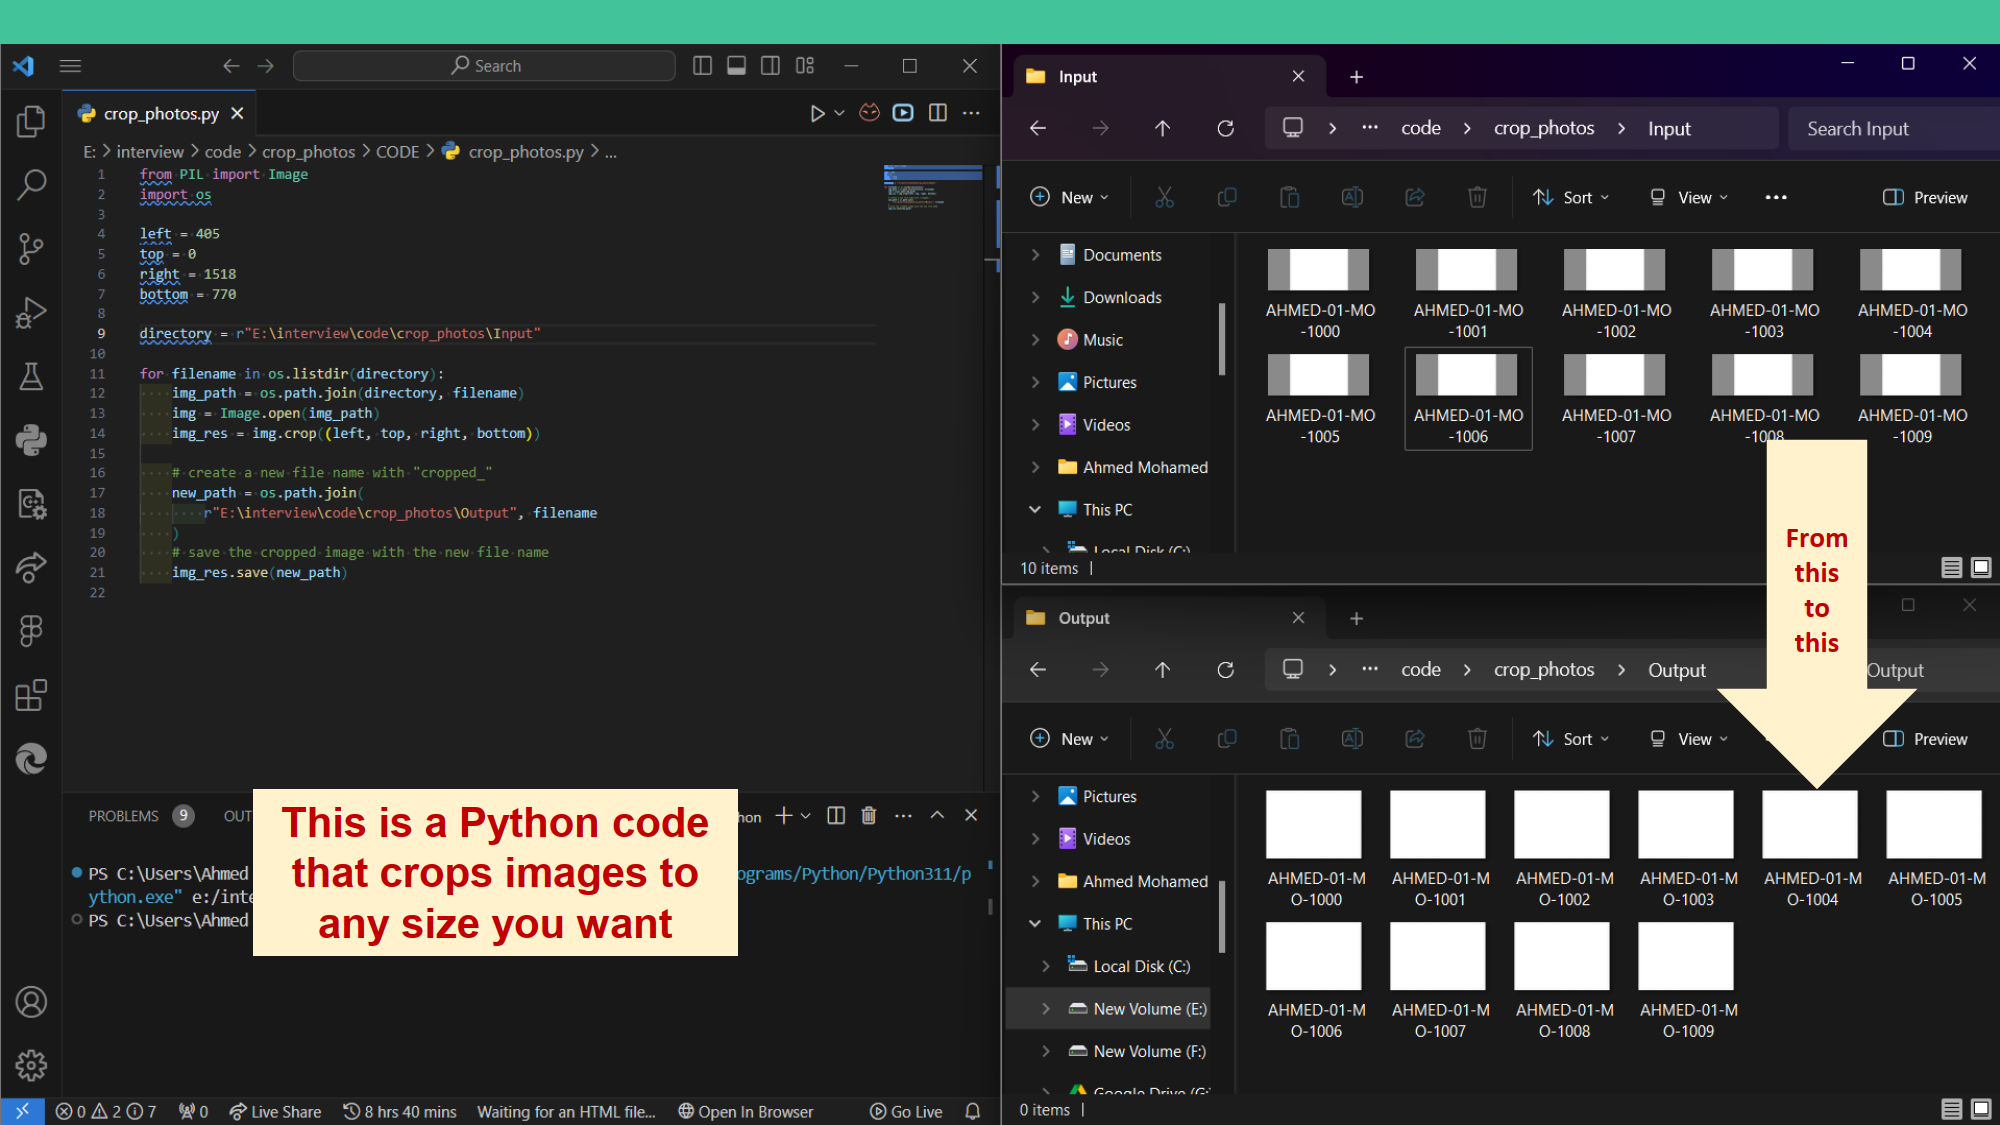 Search
crop_photos.py
E: > interview > code > crop_photos > CODE > crop_photos.py > ...
1 from PIL import Image
2 import os
3
4 left = 405
5 top = 0
6 right = 1518
7 bottom = 770
8
9 directory = r"E:\interview\code\crop_photos\Input"
10
11 for filename in os.listdir(directory):
12 img_path = os.path.join(directory, filename)
13 img = Image.open(img_path)
14 img_res = img.crop((left, top, right, bottom))
15
16 # create a new file name with "cropped_"
17 new_path = os.path.join(
18 r"E:\interview\code\crop_photos\Output", filename
19 )
20 # save the cropped image with the new file name
21 img_res.save(new_path)
22
PROBLEMS 9 OUT
hon
PS C:\Users\Ahmed
ograms/Python/Python311/p
ython.exe" e:/inte
PS C:\Users\Ahmed
This is a Python code
that crops images to
any size you want
0 2 7 0 Live Share 8 hrs 40 mins Waiting for an HTML file... Open In Browser Go Live
Input
code > crop_photos > Input
Search Input
New Sort View Preview
Documents
Downloads
Music
Pictures
Videos
Ahmed Mohamed
This PC
Local Disk (C:)
AHMED-01-MO
-1000
AHMED-01-MO
-1001
AHMED-01-MO
-1002
AHMED-01-MO
-1003
AHMED-01-MO
-1004
AHMED-01-MO
-1005
AHMED-01-MO
-1006
AHMED-01-MO
-1007
AHMED-01-MO
-1008
AHMED-01-MO
-1009
10 items
From
this
to
this
Output
code > crop_photos > Output
Output
New Sort View Preview
Pictures
Videos
Ahmed Mohamed
This PC
Local Disk (C:)
New Volume (E:)
New Volume (F:)
Google Drive (G:
AHMED-01-M
O-1000
AHMED-01-M
O-1001
AHMED-01-M
O-1002
AHMED-01-M
O-1003
AHMED-01-M
O-1004
AHMED-01-M
O-1005
AHMED-01-M
O-1006
AHMED-01-M
O-1007
AHMED-01-M
O-1008
AHMED-01-M
O-1009
0 items